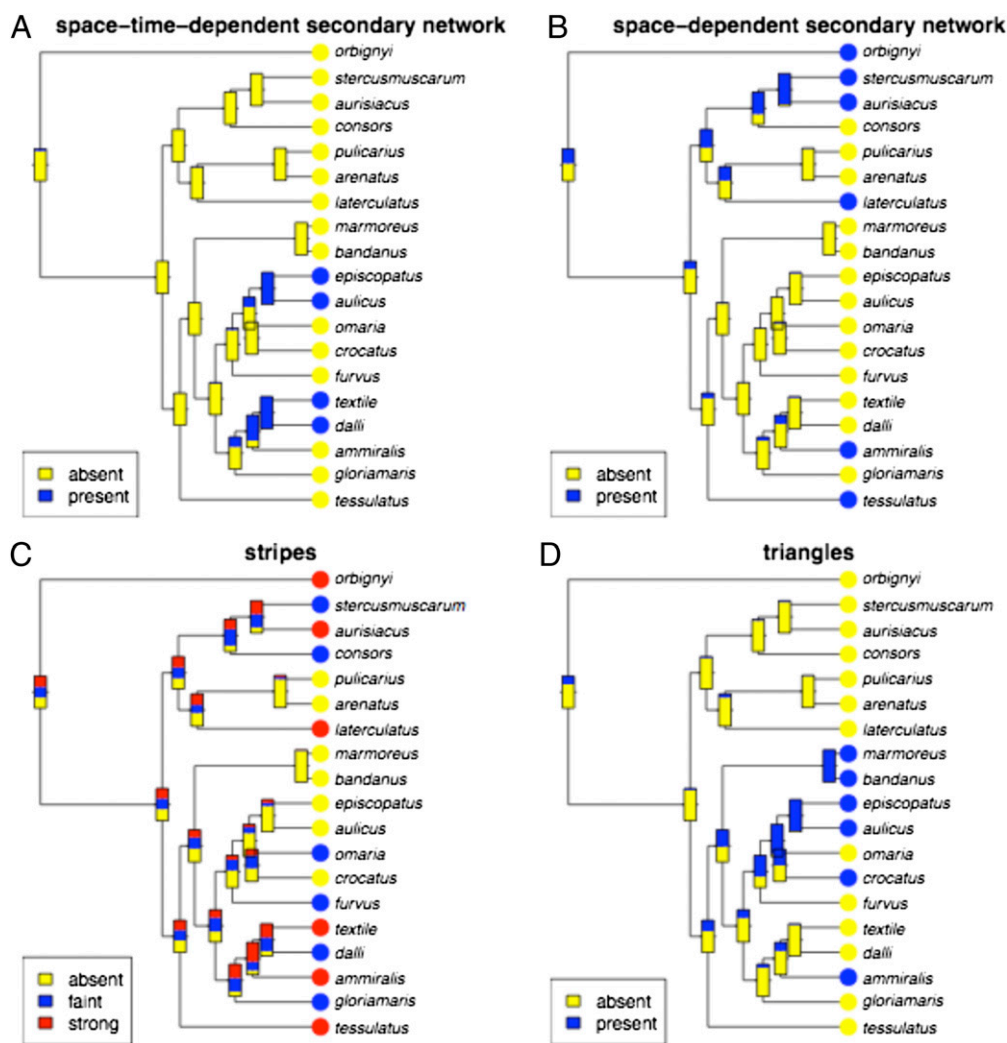 A space-time-dependent secondary network
orbignyi
stercusmuscarum
aurisiacus
consors
pulicarius
arenatus
laterculatus
marmoreus
bandanus
episcopatus
aulicus
omaria
crocatus
furvus
textile
dalli
ammiralis
gloriamaris
tessulatus
absent
present
B space-dependent secondary network
orbignyi
stercusmuscarum
aurisiacus
consors
pulicarius
arenatus
laterculatus
marmoreus
bandanus
episcopatus
aulicus
omaria
crocatus
furvus
textile
dalli
ammiralis
gloriamaris
tessulatus
absent
present
C stripes
orbignyi
stercusmuscarum
aurisiacus
consors
pulicarius
arenatus
laterculatus
marmoreus
bandanus
episcopatus
aulicus
omaria
crocatus
furvus
textile
dalli
ammiralis
gloriamaris
tessulatus
absent
faint
strong
D triangles
orbignyi
stercusmuscarum
aurisiacus
consors
pulicarius
arenatus
laterculatus
marmoreus
bandanus
episcopatus
aulicus
omaria
crocatus
furvus
textile
dalli
ammiralis
gloriamaris
tessulatus
absent
present